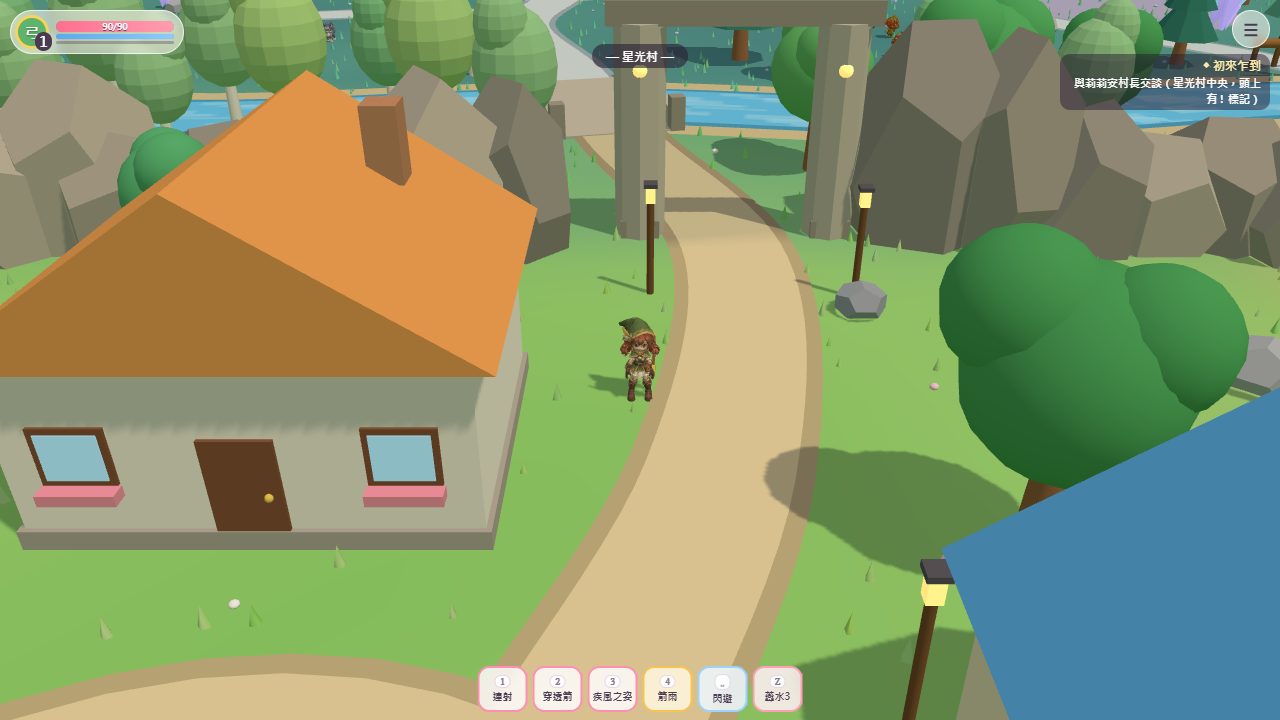 己
1
90/90
— 星光村 —
◆ 初來乍到
與莉莉安村長交談（星光村中央，頭上
有！標記）
1
連射
2
穿透箭
3
疾風之姿
4
箭雨
閃避
Z
藥水3